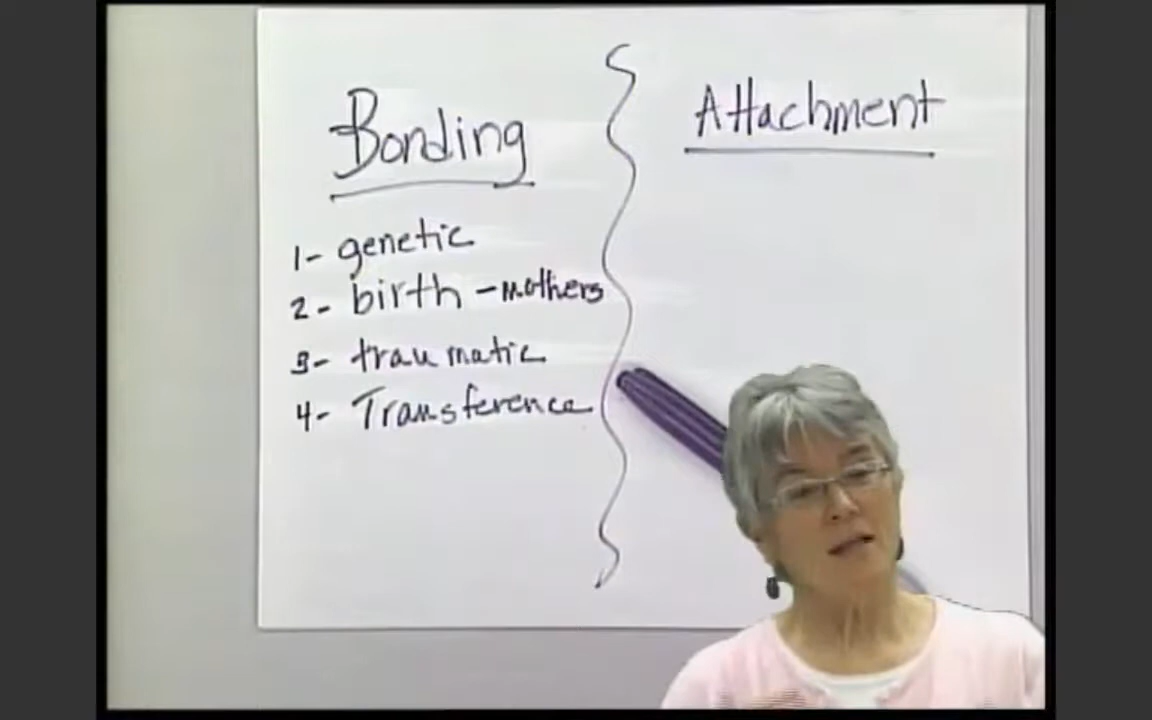 Bonding
1- genetic
2- birth - mothers
3- traumatic
4- Transference
Attachment